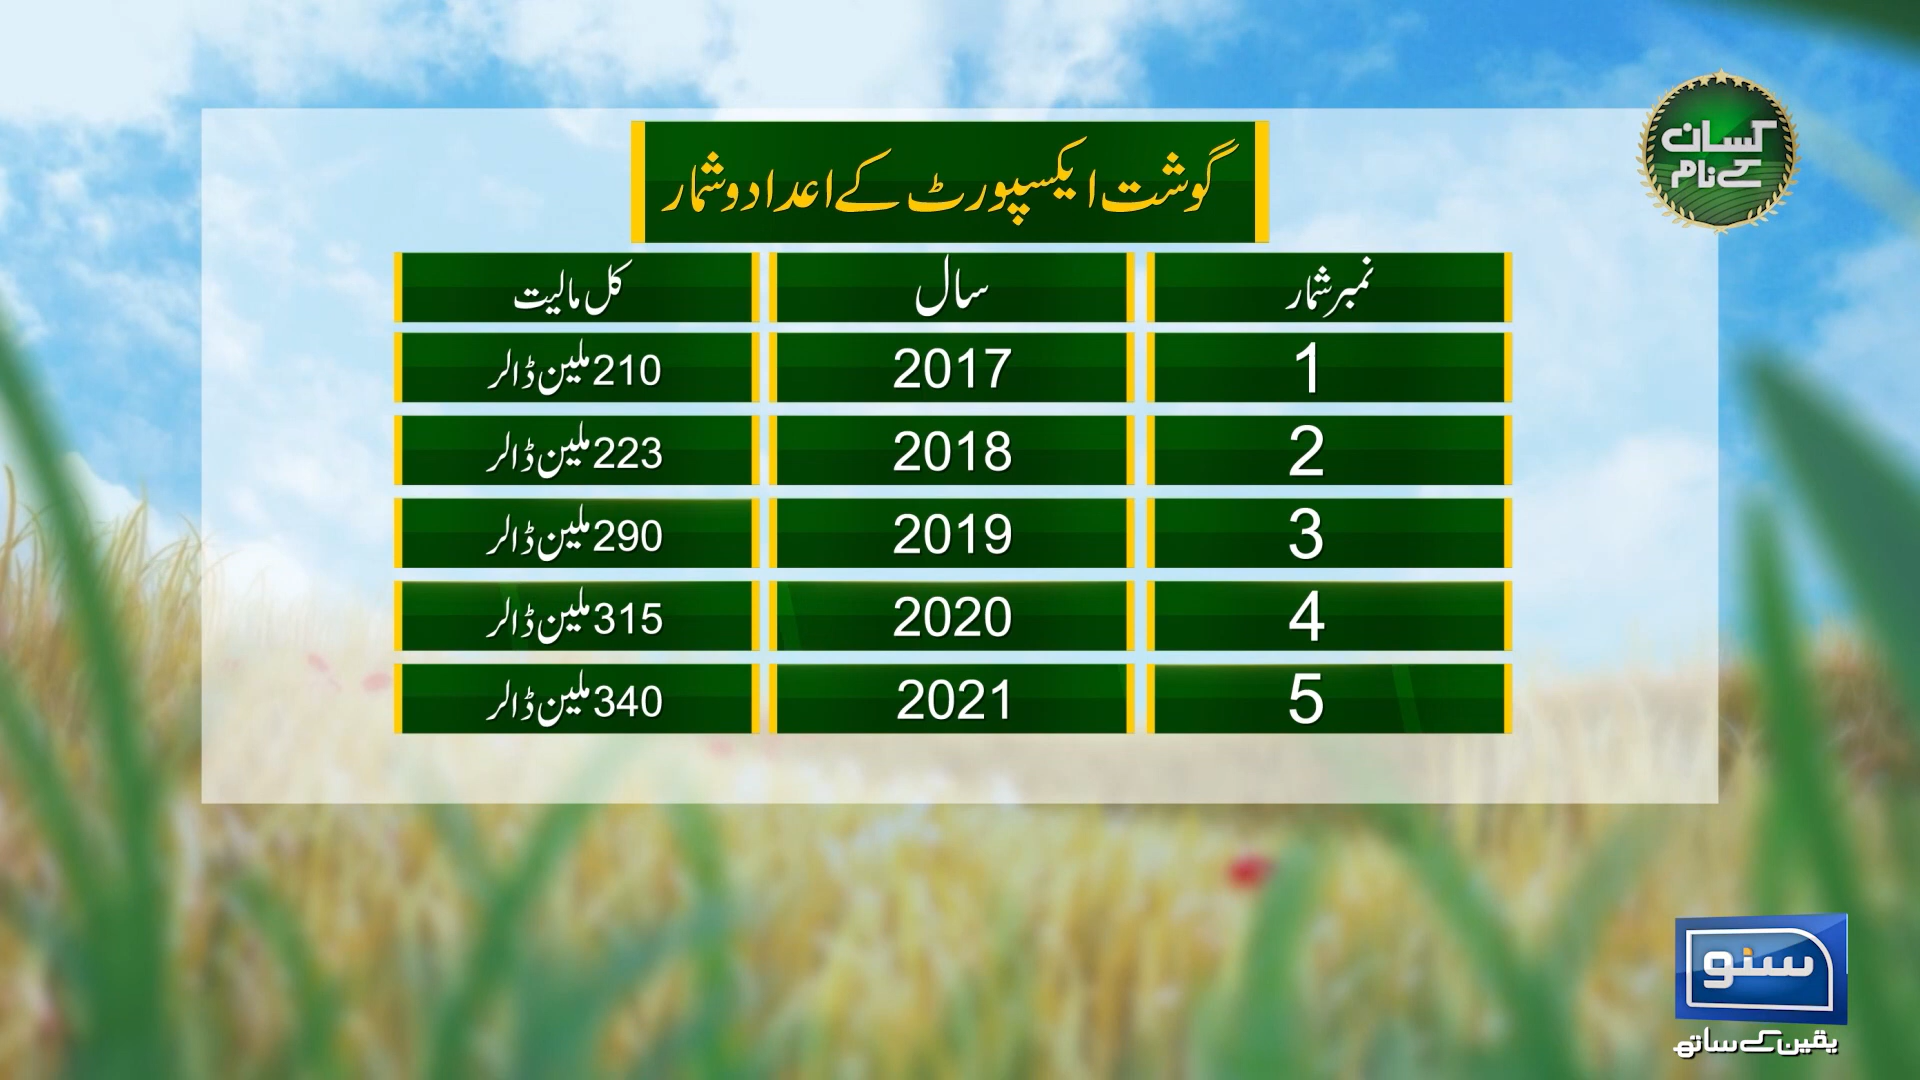 کسان
کے نام
گوشت ایکسپورٹ کے اعداد و شمار
نمبر شمار سال کل مالیت
1 2017 210 ملین ڈالر
2 2018 223 ملین ڈالر
3 2019 290 ملین ڈالر
4 2020 315 ملین ڈالر
5 2021 340 ملین ڈالر
سنو
یقین کے ساتھ